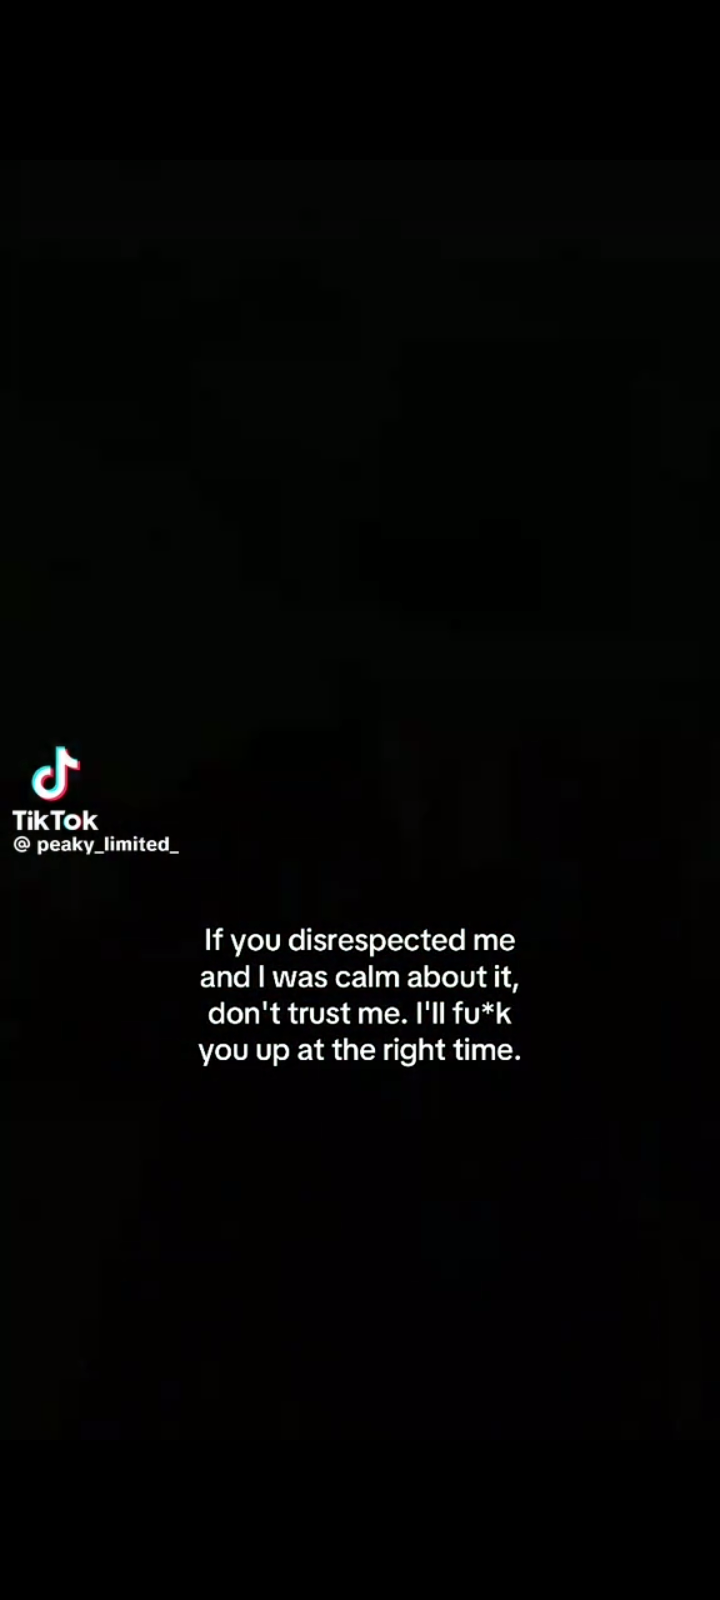 TikTok
@ peaky_limited_
If you disrespected me
and I was calm about it,
don't trust me. I'll fu*k
you up at the right time.